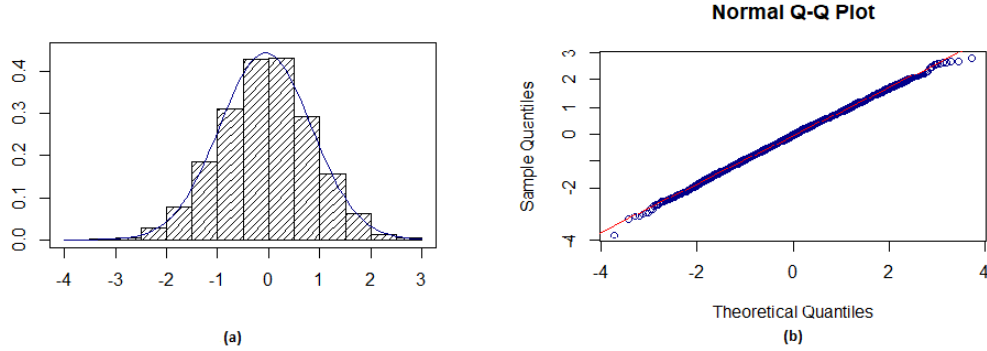 Normal Q-Q Plot
0.0 0.1 0.2 0.3 0.4
-4 -3 -2 -1 0 1 2 3
(a)
Sample Quantiles
-4 -2 0 1 2 3
-4 -2 0 2 4
Theoretical Quantiles
(b)